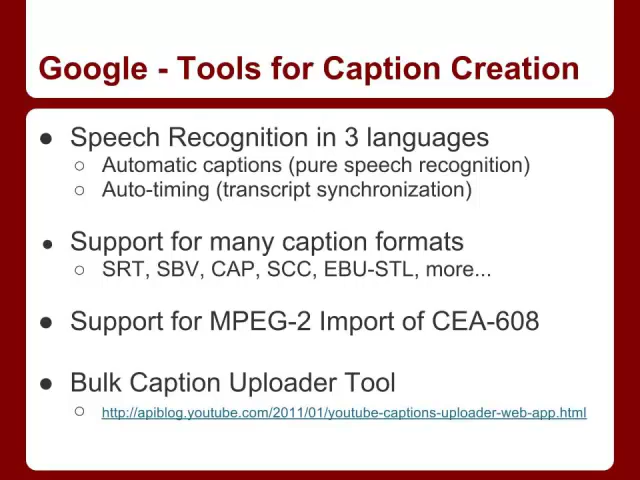 Google - Tools for Caption Creation
● Speech Recognition in 3 languages
○ Automatic captions (pure speech recognition)
○ Auto-timing (transcript synchronization)
● Support for many caption formats
○ SRT, SBV, CAP, SCC, EBU-STL, more...
● Support for MPEG-2 Import of CEA-608
● Bulk Caption Uploader Tool
○ http://apiblog.youtube.com/2011/01/youtube-captions-uploader-web-app.html